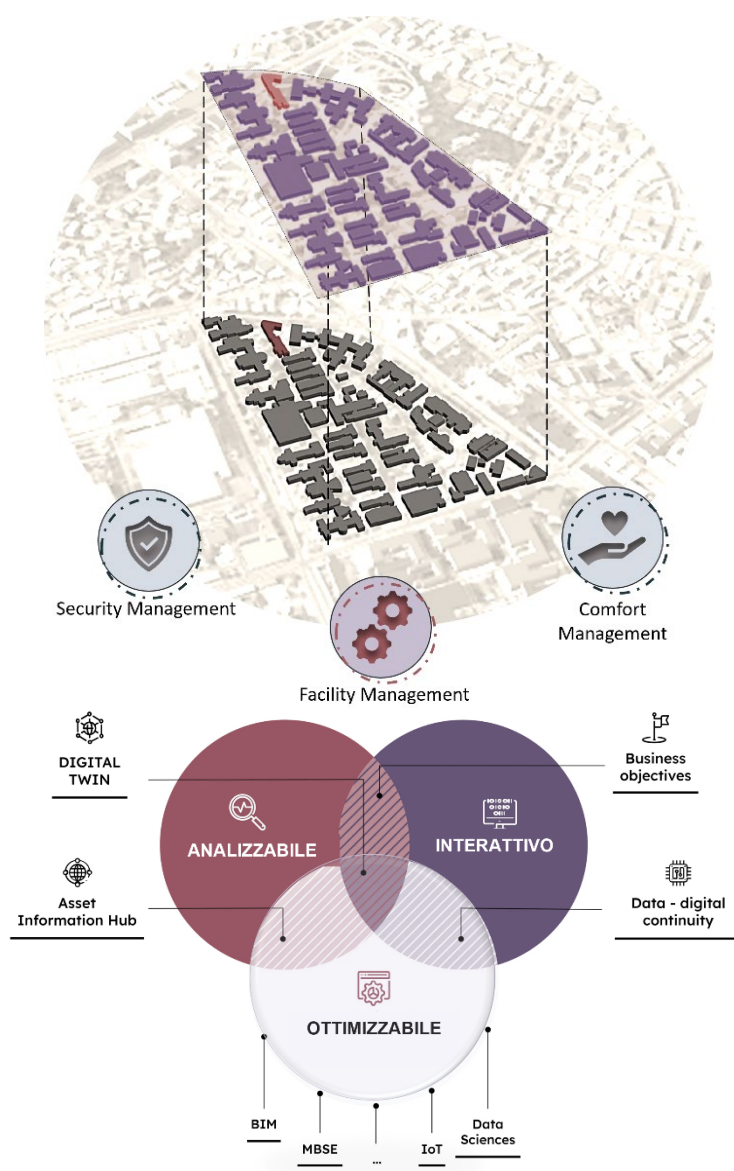 Security Management
Comfort
Management
Facility Management
DIGITAL
TWIN
Business
objectives
ANALIZZABILE
INTERATTIVO
Asset
Information Hub
Data - digital
continuity
OTTIMIZZABILE
BIM
MBSE
...
IoT
Data
Sciences